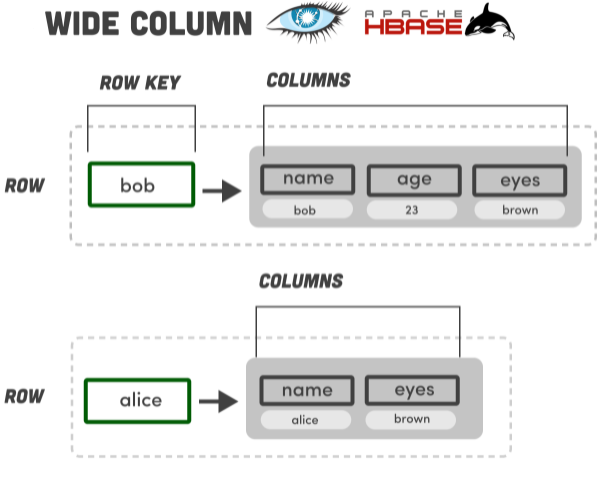 WIDE COLUMN
APACHE
HBASE
ROW KEY
COLUMNS
ROW
bob
name
age
eyes
bob
23
brown
COLUMNS
ROW
alice
name
eyes
alice
brown